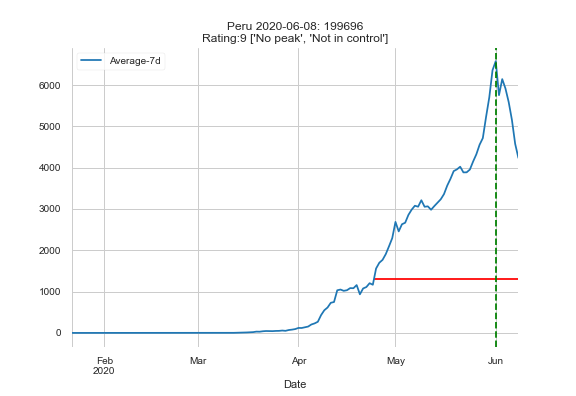 Peru 2020-06-08: 199696
Rating:9 ['No peak', 'Not in control']
Average-7d
6000
5000
4000
3000
2000
1000
0
Feb Mar Apr May Jun
2020
Date